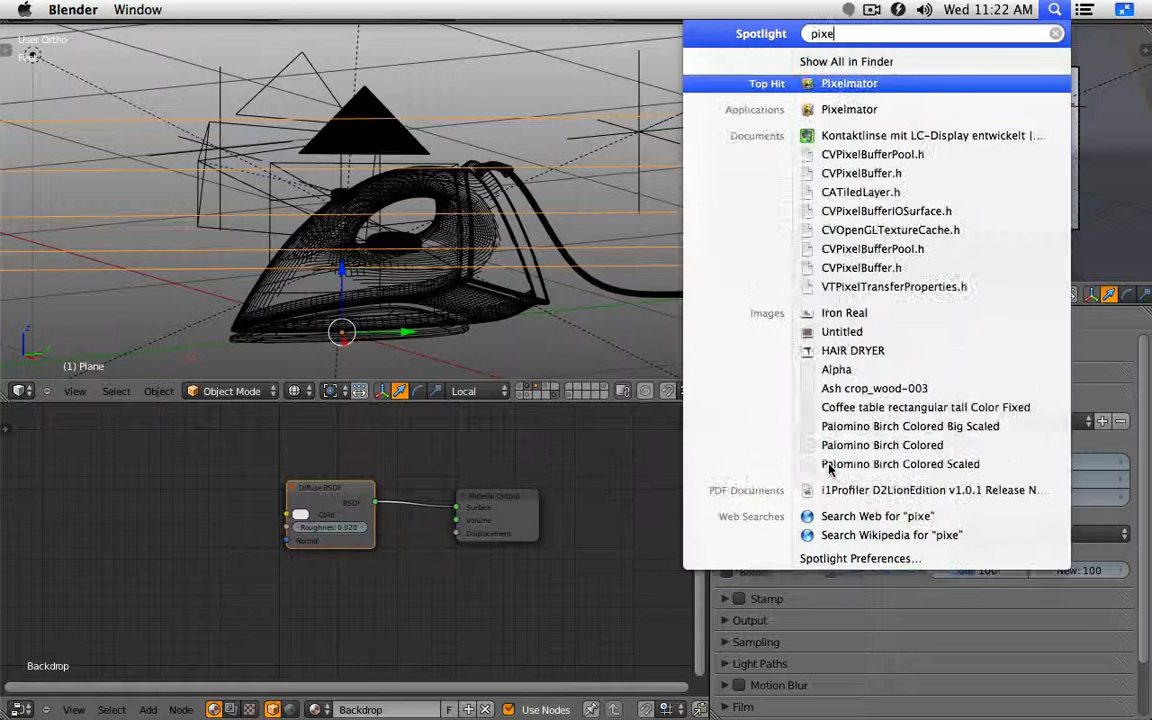 Blender Window Wed 11:22 AM
User Ortho
Spotlight pixe
Show All in Finder
Top Hit Pixelmator
Applications Pixelmator
Documents Kontaktlinse mit LC-Display entwickelt |...
CVPixelBufferPool.h
CVPixelBuffer.h
CATiledLayer.h
CVPixelBufferIOSurface.h
CVOpenGLTextureCache.h
CVPixelBufferPool.h
CVPixelBuffer.h
VTPixelTransferProperties.h
Images Iron Real
Untitled
HAIR DRYER
Alpha
Ash crop_wood-003
Coffee table rectangular tall Color Fixed
Palomino Birch Colored Big Scaled
Palomino Birch Colored
Palomino Birch Colored Scaled
PDF Documents i1Profiler D2LionEdition v1.0.1 Release N...
Web Searches Search Web for "pixe"
Search Wikipedia for "pixe"
Spotlight Preferences...
(1) Plane
View Select Object Object Mode Local
Diffuse BSDF
BSDF
Color
Roughness: 0.020
Normal
Material Output
Surface
Volume
Displacement
Backdrop
View Select Add Node Backdrop F Use Nodes
New: 100
Stamp
Output
Sampling
Light Paths
Motion Blur
Film